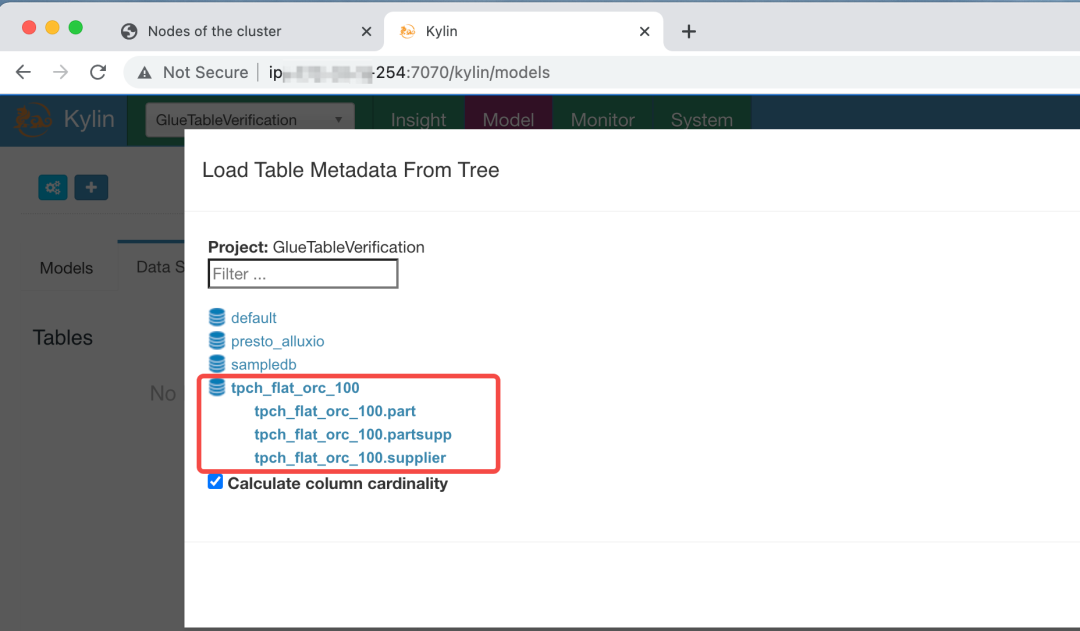 Nodes of the cluster
Kylin
Not Secure
ip -254:7070/kylin/models
Kylin
GlueTableVerification
Insight
Model
Monitor
System
Load Table Metadata From Tree
Project: GlueTableVerification
Filter ...
Models
Data S
default
presto_alluxio
Tables
sampledb
tpch_flat_orc_100
No
tpch_flat_orc_100.part
tpch_flat_orc_100.partsupp
tpch_flat_orc_100.supplier
Calculate column cardinality